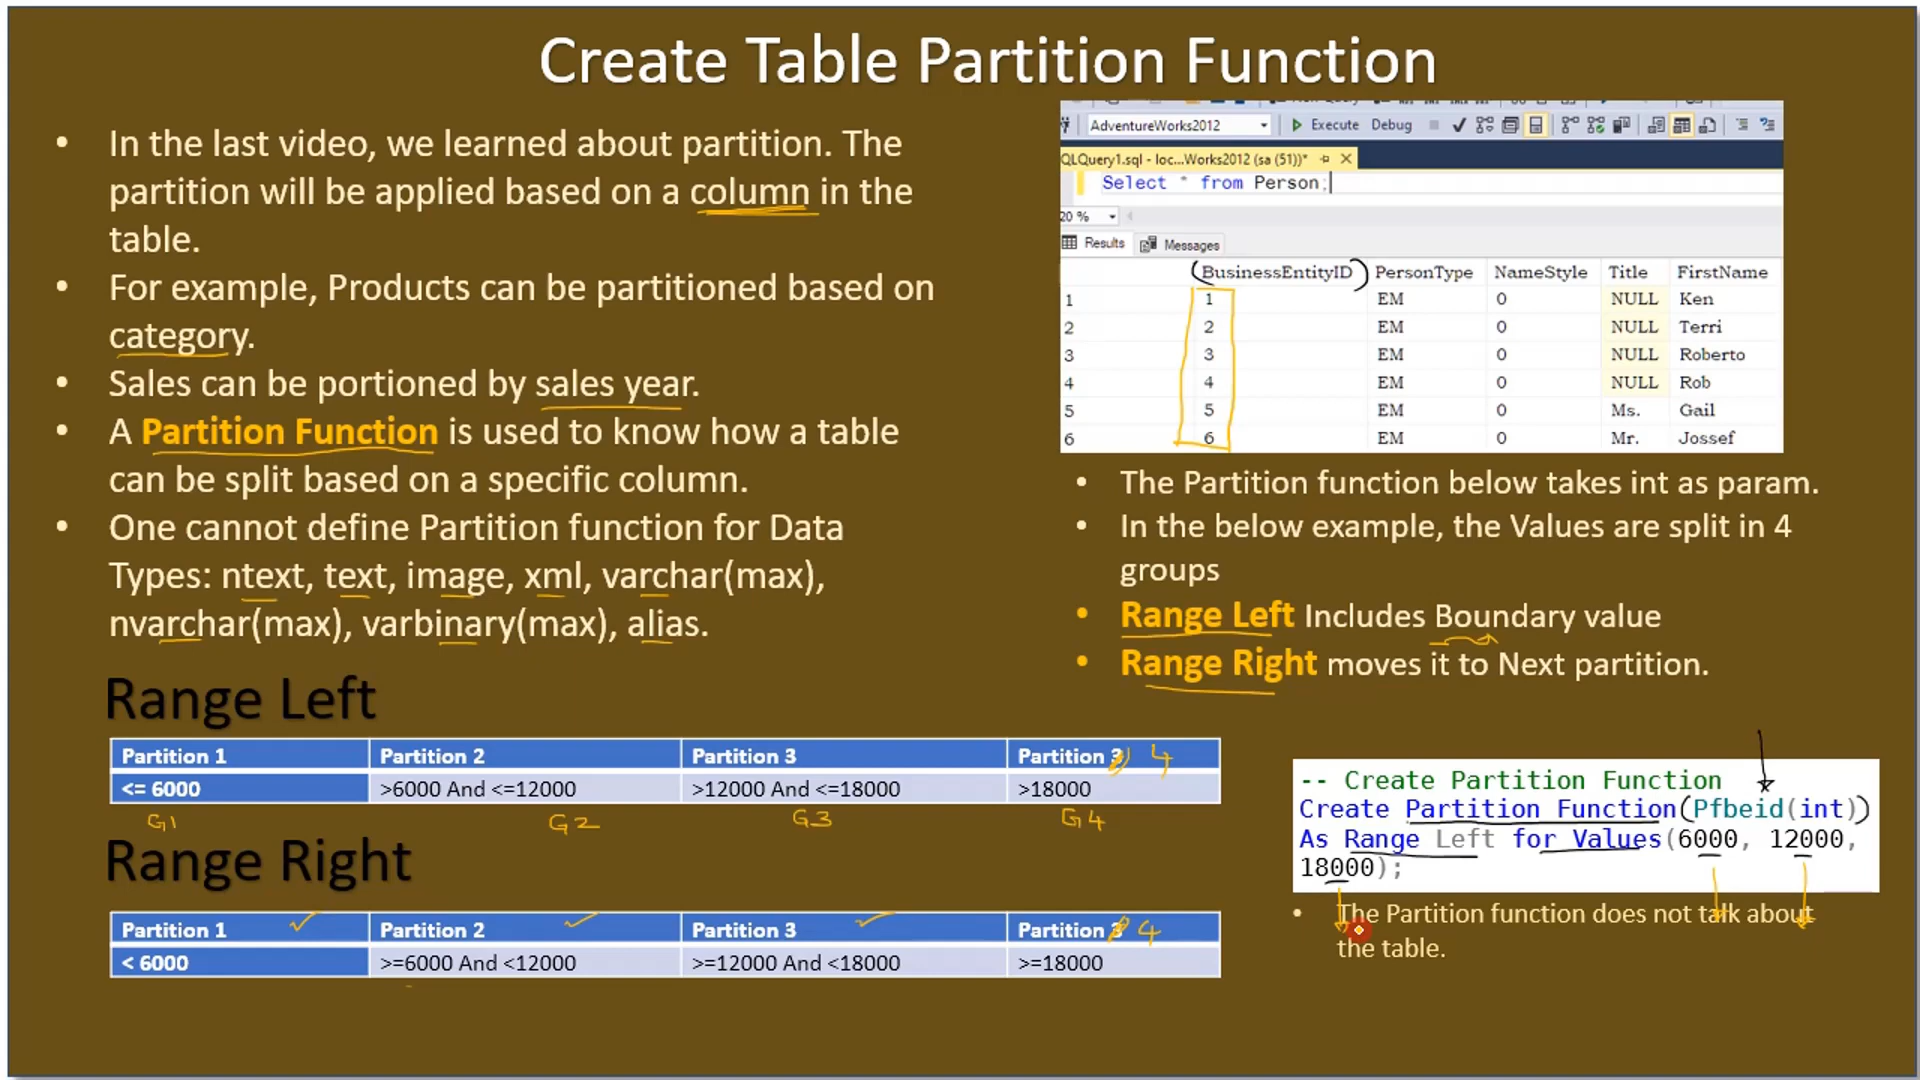 Create Table Partition Function
• In the last video, we learned about partition. The
partition will be applied based on a column in the
table.
• For example, Products can be partitioned based on
category.
• Sales can be portioned by sales year.
• A Partition Function is used to know how a table
can be split based on a specific column.
• One cannot define Partition function for Data
Types: ntext, text, image, xml, varchar(max),
nvarchar(max), varbinary(max), alias.
AdventureWorks2012 Execute Debug
QLQuery1.sql - loc...Works2012 (sa (51))*
Select * from Person;
20 %
Results Messages
BusinessEntityID PersonType NameStyle Title FirstName
1 1 EM 0 NULL Ken
2 2 EM 0 NULL Terri
3 3 EM 0 NULL Roberto
4 4 EM 0 NULL Rob
5 5 EM 0 Ms. Gail
6 6 EM 0 Mr. Jossef
• The Partition function below takes int as param.
• In the below example, the Values are split in 4
groups
• Range Left Includes Boundary value
• Range Right moves it to Next partition.
Range Left
Partition 1 Partition 2 Partition 3 Partition 3 4
<= 6000 >6000 And <=12000 >12000 And <=18000 >18000
G1 G2 G3 G4
Range Right
Partition 1 Partition 2 Partition 3 Partition 3 4
< 6000 >=6000 And <12000 >=12000 And <18000 >=18000
-- Create Partition Function
Create Partition Function(Pfbeid(int))
As Range Left for Values(6000, 12000,
18000);
• The Partition function does not talk about
the table.